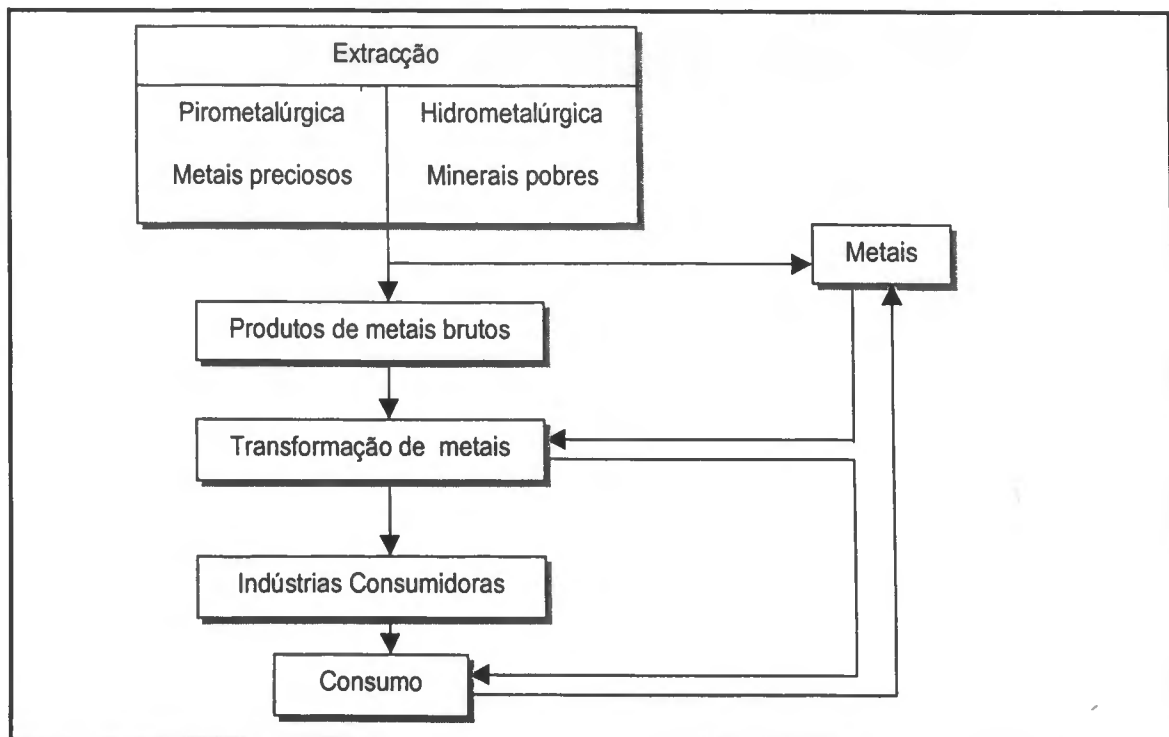 Extracção
Pirometalúrgica
Hidrometalúrgica
Metais preciosos
Minerais pobres
Metais
Produtos de metais brutos
Transformação de metais
Indústrias Consumidoras
Consumo